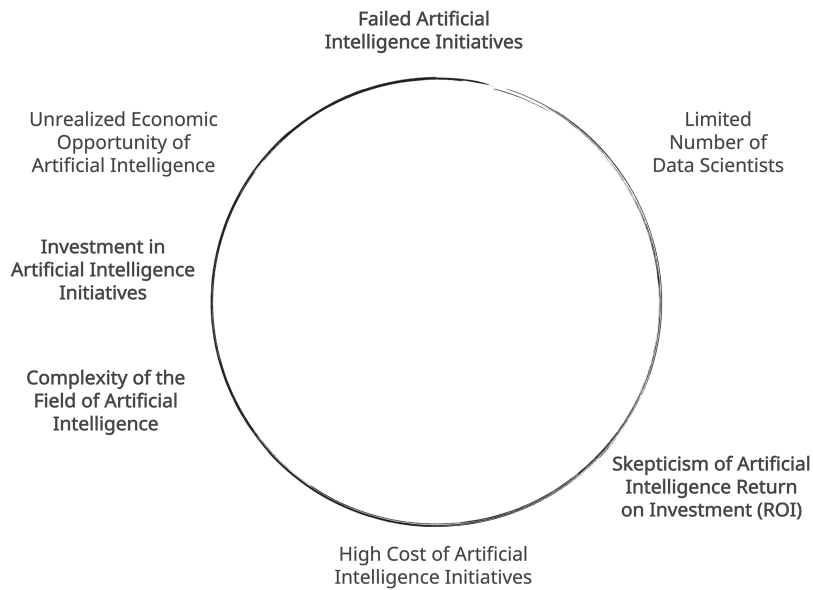 Failed Artificial
Intelligence Initiatives
Unrealized Economic
Opportunity of
Artificial Intelligence
Limited
Number of
Data Scientists
Investment in
Artificial Intelligence
Initiatives
Complexity of the
Field of Artificial
Intelligence
Skepticism of Artificial
Intelligence Return
on Investment (ROI)
High Cost of Artificial
Intelligence Initiatives